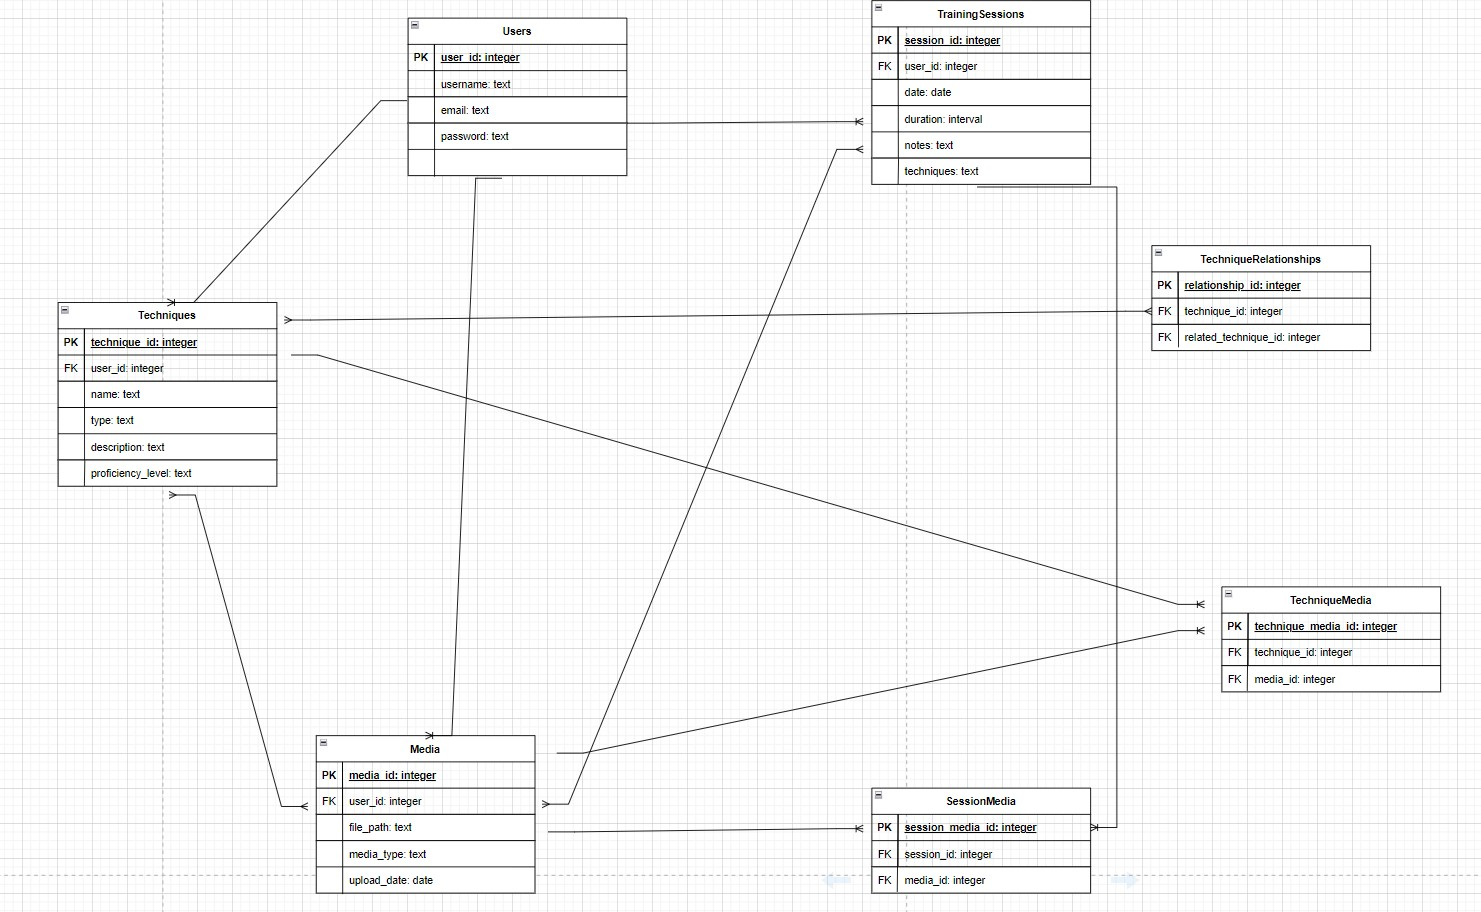 Users
PK user_id: integer
username: text
email: text
password: text
TrainingSessions
PK session_id: integer
FK user_id: integer
date: date
duration: interval
notes: text
techniques: text
TechniqueRelationships
PK relationship_id: integer
FK technique_id: integer
FK related_technique_id: integer
Techniques
PK technique_id: integer
FK user_id: integer
name: text
type: text
description: text
proficiency_level: text
TechniqueMedia
PK technique_media_id: integer
FK technique_id: integer
FK media_id: integer
Media
PK media_id: integer
FK user_id: integer
file_path: text
media_type: text
upload_date: date
SessionMedia
PK session_media_id: integer
FK session_id: integer
FK media_id: integer